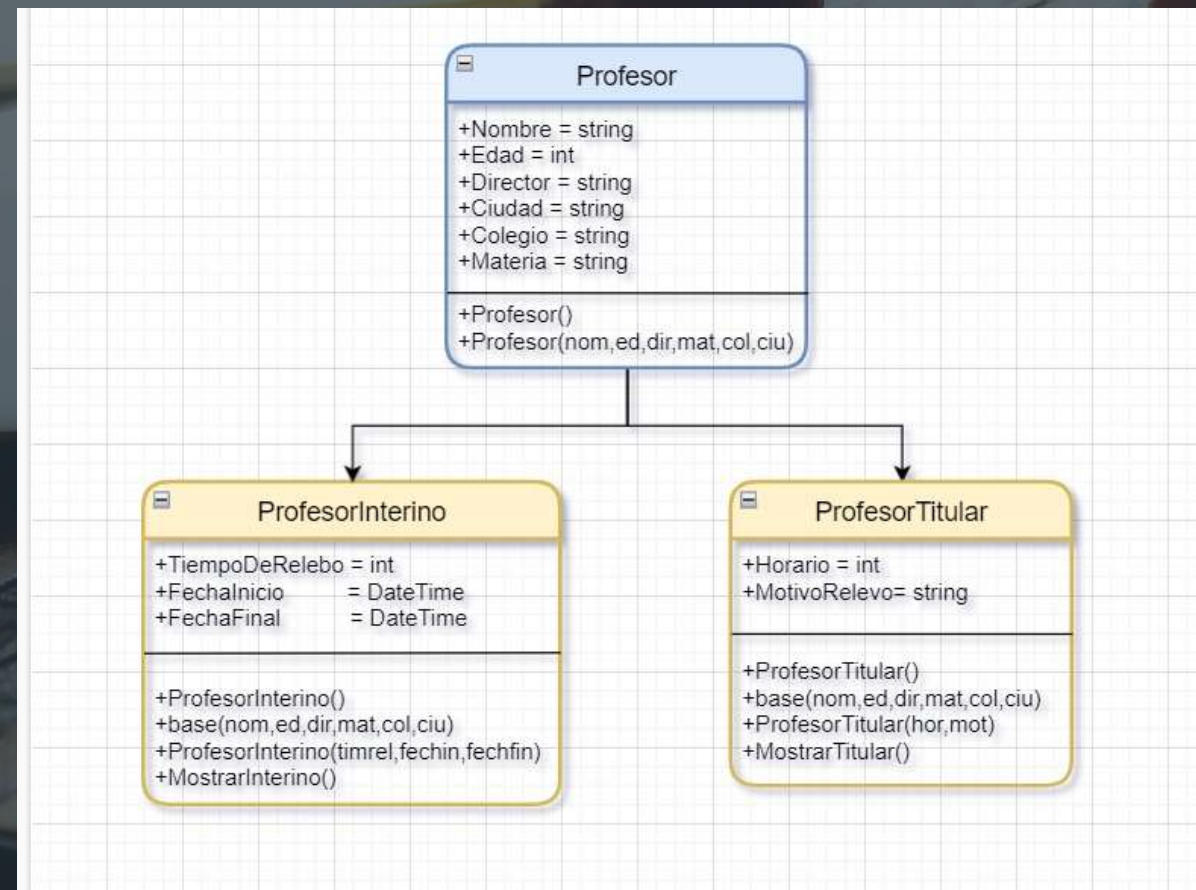 Profesor
+Nombre = string
+Edad = int
+Director = string
+Ciudad = string
+Colegio = string
+Materia = string
+Profesor()
+Profesor(nom,ed,dir,mat,col,ciu)
ProfesorInterino
+TiempoDeRelebo = int
+FechaInicio = DateTime
+FechaFinal = DateTime
+ProfesorInterino()
+base(nom,ed,dir,mat,col,ciu)
+ProfesorInterino(timrel,fechin,fechfin)
+MostrarInterino()
ProfesorTitular
+Horario = int
+MotivoRelevo= string
+ProfesorTitular()
+base(nom,ed,dir,mat,col,ciu)
+ProfesorTitular(hor,mot)
+MostrarTitular()